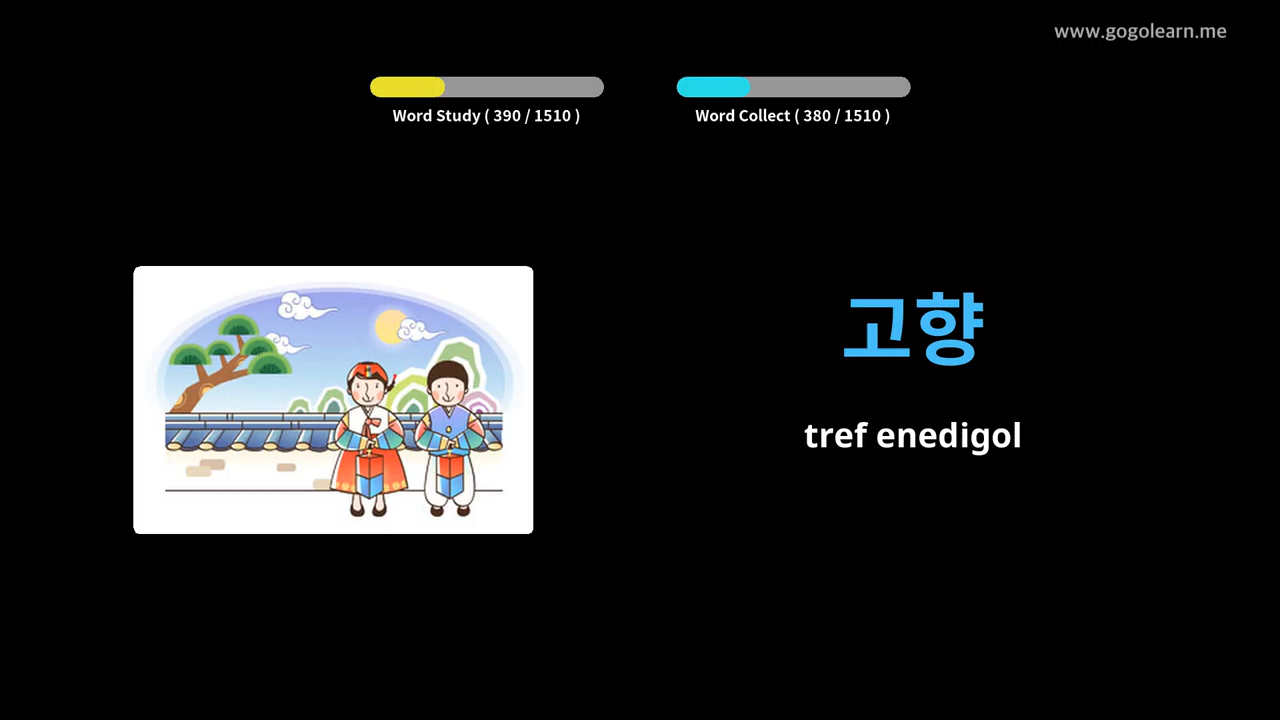 www.gogolearn.me
Word Study ( 390 / 1510 )
Word Collect ( 380 / 1510 )
고향
tref enedigol